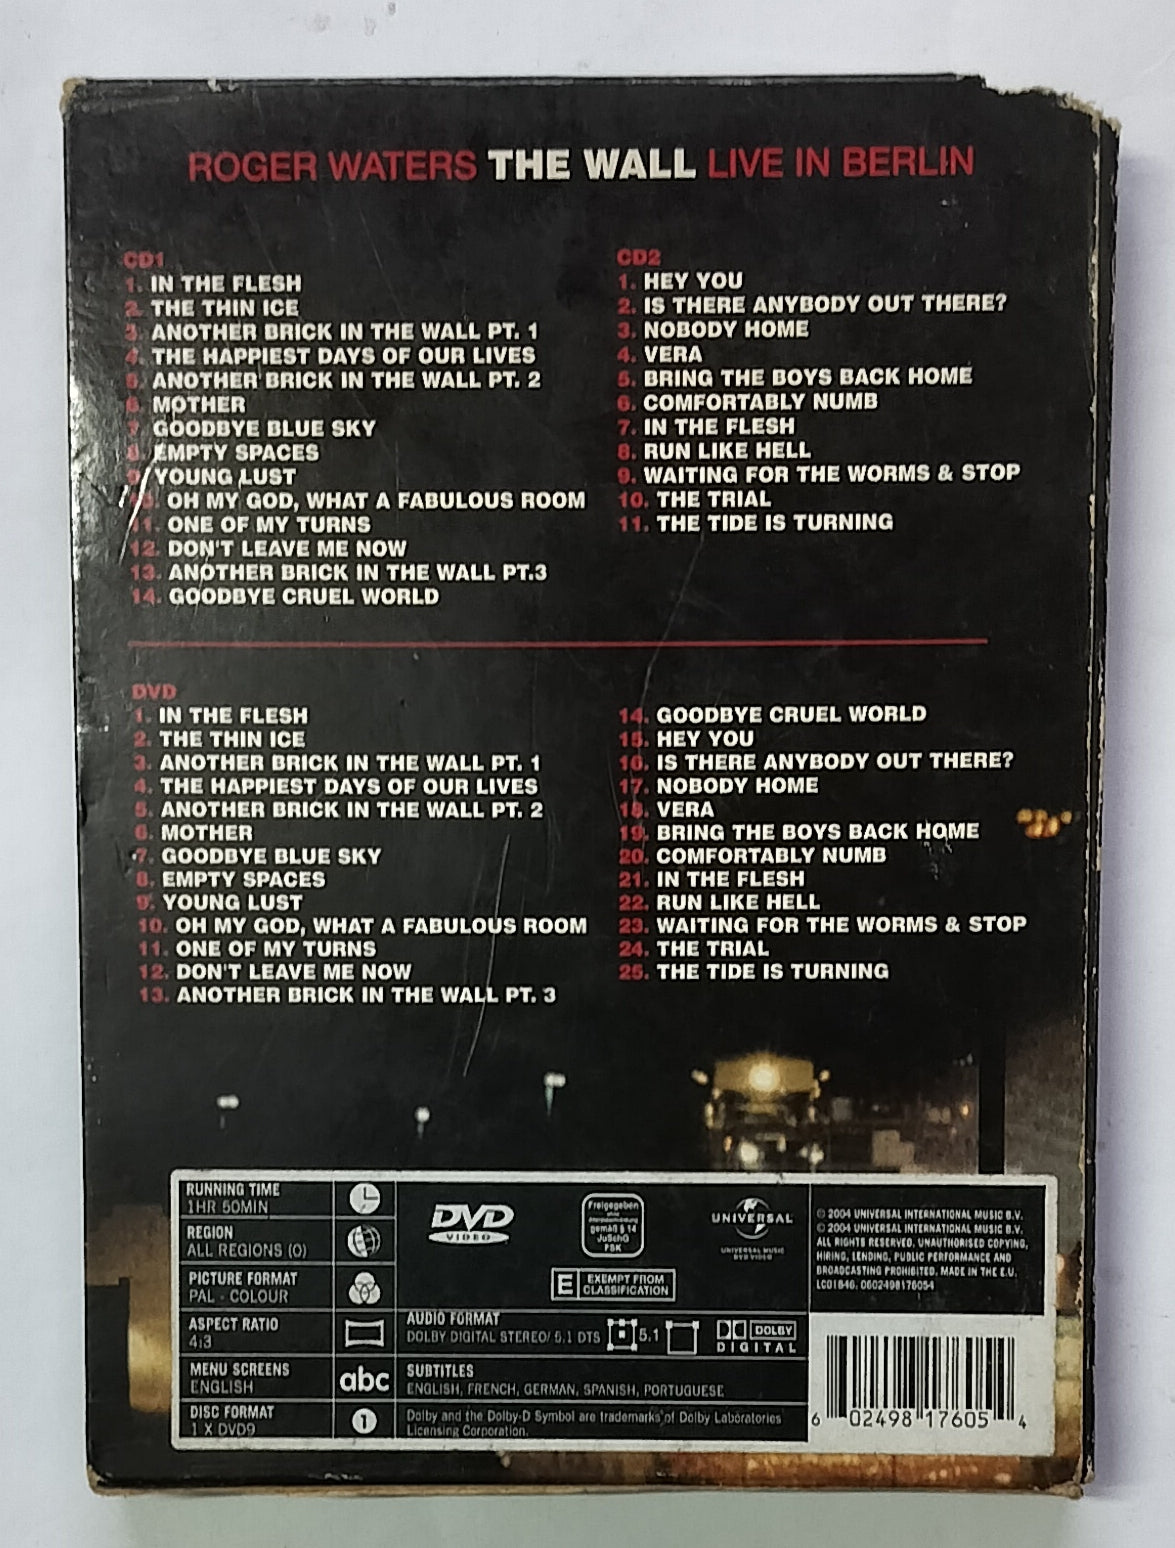 ROGER WATERS THE WALL LIVE IN BERLIN
CD1
1. IN THE FLESH
2. THE THIN ICE
3. ANOTHER BRICK IN THE WALL PT. 1
4. THE HAPPIEST DAYS OF OUR LIVES
5. ANOTHER BRICK IN THE WALL PT. 2
6. MOTHER
7. GOODBYE BLUE SKY
8. EMPTY SPACES
9. YOUNG LUST
10. OH MY GOD, WHAT A FABULOUS ROOM
11. ONE OF MY TURNS
12. DON'T LEAVE ME NOW
13. ANOTHER BRICK IN THE WALL PT.3
14. GOODBYE CRUEL WORLD
CD2
1. HEY YOU
2. IS THERE ANYBODY OUT THERE?
3. NOBODY HOME
4. VERA
5. BRING THE BOYS BACK HOME
6. COMFORTABLY NUMB
7. IN THE FLESH
8. RUN LIKE HELL
9. WAITING FOR THE WORMS & STOP
10. THE TRIAL
11. THE TIDE IS TURNING
DVD
1. IN THE FLESH
2. THE THIN ICE
3. ANOTHER BRICK IN THE WALL PT. 1
4. THE HAPPIEST DAYS OF OUR LIVES
5. ANOTHER BRICK IN THE WALL PT. 2
6. MOTHER
7. GOODBYE BLUE SKY
8. EMPTY SPACES
9. YOUNG LUST
10. OH MY GOD, WHAT A FABULOUS ROOM
11. ONE OF MY TURNS
12. DON'T LEAVE ME NOW
13. ANOTHER BRICK IN THE WALL PT. 3
14. GOODBYE CRUEL WORLD
15. HEY YOU
16. IS THERE ANYBODY OUT THERE?
17. NOBODY HOME
18. VERA
19. BRING THE BOYS BACK HOME
20. COMFORTABLY NUMB
21. IN THE FLESH
22. RUN LIKE HELL
23. WAITING FOR THE WORMS & STOP
24. THE TRIAL
25. THE TIDE IS TURNING
RUNNING TIME
1HR 50MIN
REGION
ALL REGIONS (0)
PICTURE FORMAT
PAL - COLOUR
ASPECT RATIO
4:3
MENU SCREENS
ENGLISH
abc
DISC FORMAT
1 X DVD9
1
DVD
VIDEO
Freigegeben
ohne
gemäß § 14
JuSchG
FSK
UNIVERSAL
UNIVERSAL MUSIC
DVD VIDEO
E EXEMPT FROM
CLASSIFICATION
AUDIO FORMAT
DOLBY DIGITAL STEREO/ 5.1 DTS
5.1
DOLBY
DIGITAL
SUBTITLES
ENGLISH, FRENCH, GERMAN, SPANISH, PORTUGUESE
Dolby and the Dolby-D Symbol are trademarks of Dolby Laboratories
Licensing Corporation.
℗ 2004 UNIVERSAL INTERNATIONAL MUSIC B.V.
© 2004 UNIVERSAL INTERNATIONAL MUSIC B.V.
ALL RIGHTS RESERVED. UNAUTHORISED COPYING,
HIRING, LENDING, PUBLIC PERFORMANCE AND
BROADCASTING PROHIBITED. MADE IN THE E.U.
LC01846. 0602498176054
6 02498 17605 4